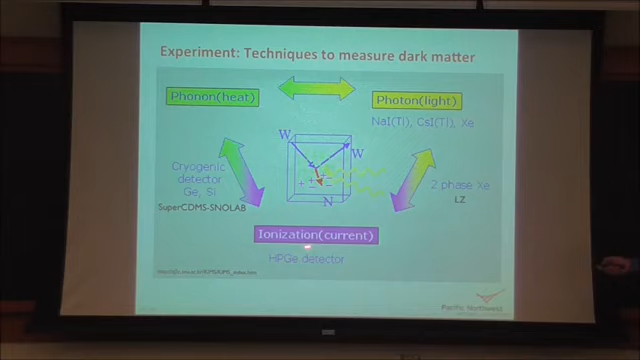 Experiment: Techniques to measure dark matter
Phonon(heat)
Photon(light)
NaI(Tl), CsI(Tl), Xe
W
W
Cryogenic
detector
Ge, Si
SuperCDMS-SNOLAB
2 phase Xe
LZ
N
Ionization(current)
HPGe detector
Pacific Northwest